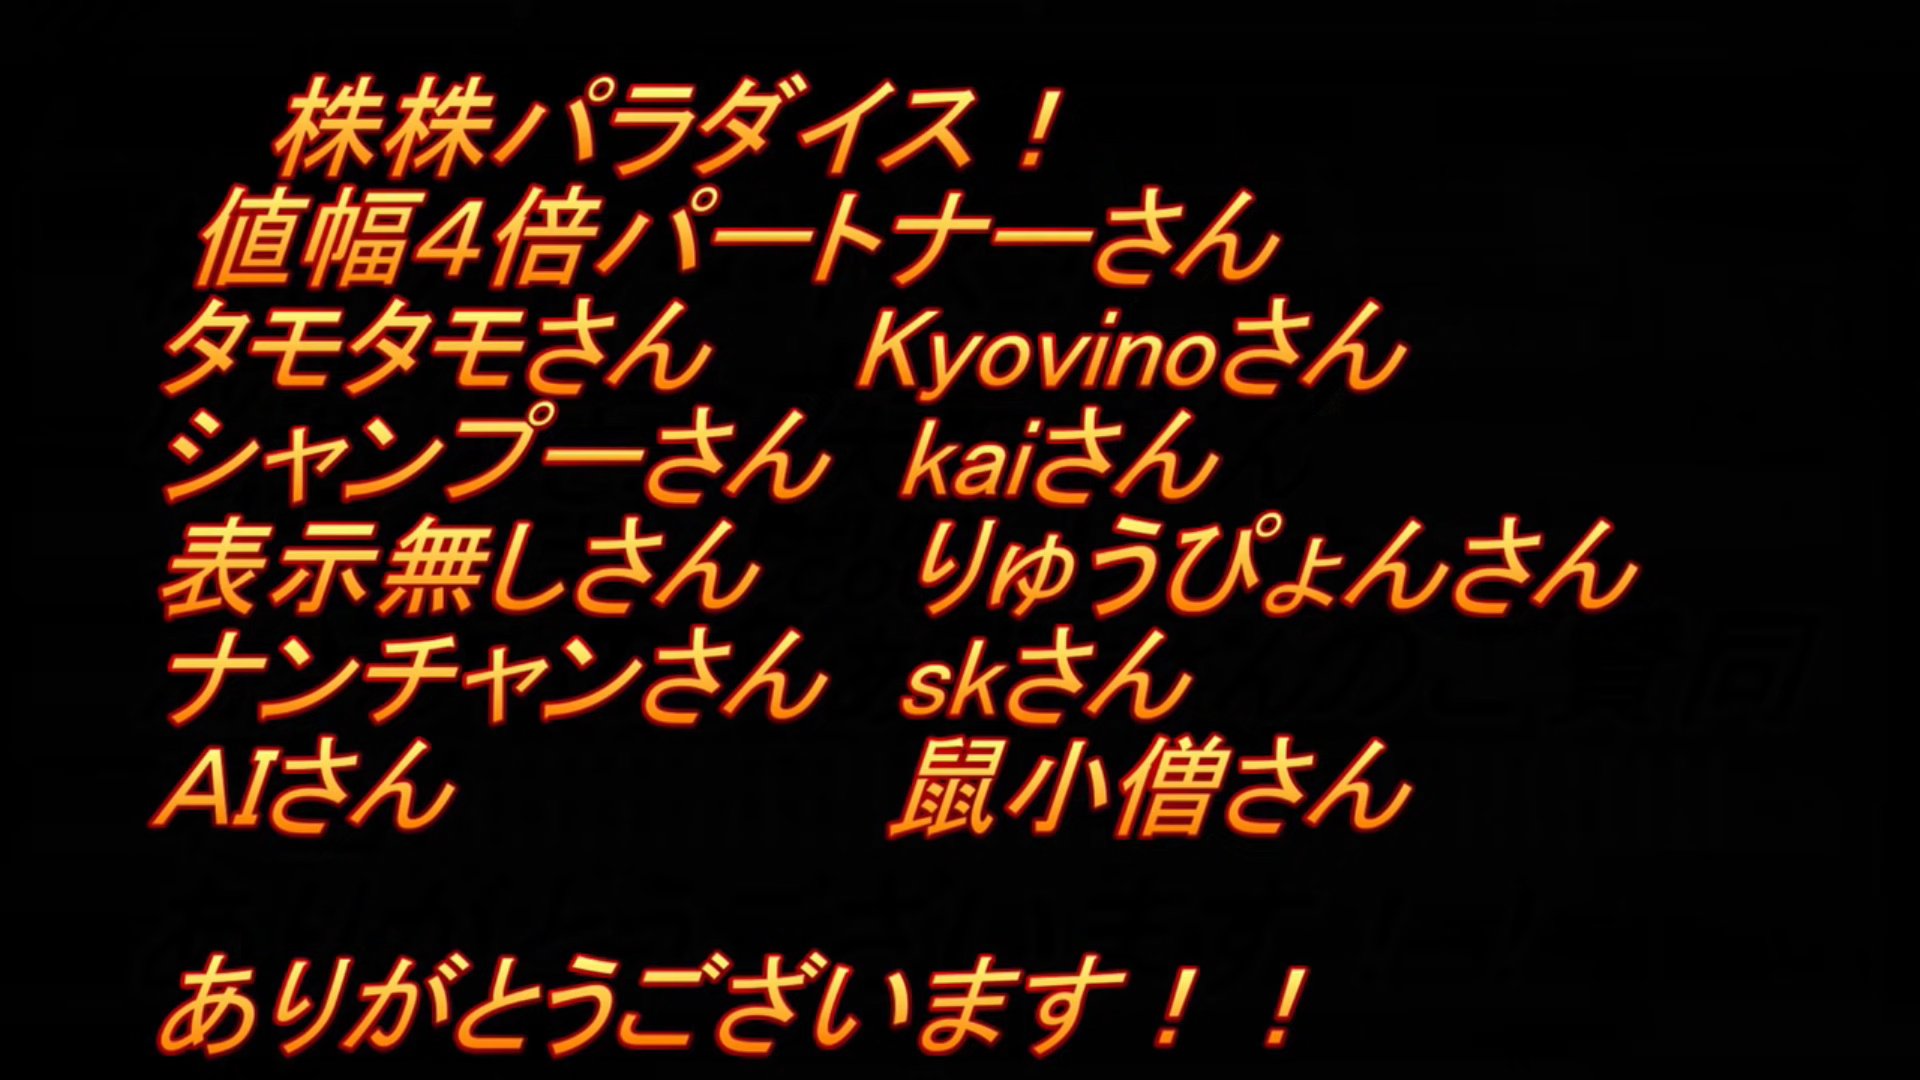 株株パラダイス！
値幅４倍パートナーさん
タモタモさん　　Kyovinoさん
シャンプーさん　kaiさん
表示無しさん　　りゅうぴょんさん
ナンチャンさん　skさん
AIさん　　　　　鼠小僧さん
ありがとうございます！！